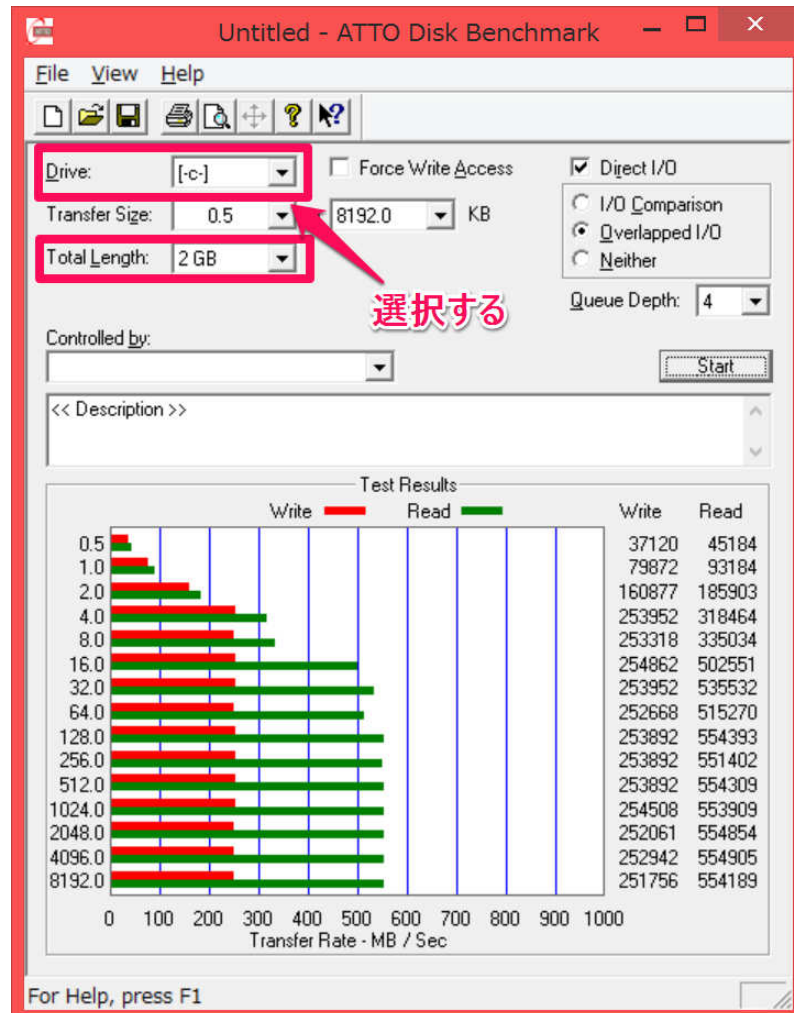 Untitled - ATTO Disk Benchmark
File View Help
Drive: [-c-] Force Write Access Direct I/O
Transfer Size: 0.5 8192.0 KB I/O Comparison
Overlapped I/O
Total Length: 2 GB Neither
選択する
Queue Depth: 4
Controlled by:
Start
<< Description >>
Test Results
Write Read Write Read
0.5 37120 45184
1.0 79872 93184
2.0 160877 185903
4.0 253952 318464
8.0 253318 335034
16.0 254862 502551
32.0 253952 535532
64.0 252668 515270
128.0 253892 554393
256.0 253892 551402
512.0 253892 554309
1024.0 254508 553909
2048.0 252061 554854
4096.0 252942 554905
8192.0 251756 554189
0 100 200 300 400 500 600 700 800 900 1000
Transfer Rate - MB / Sec
For Help, press F1